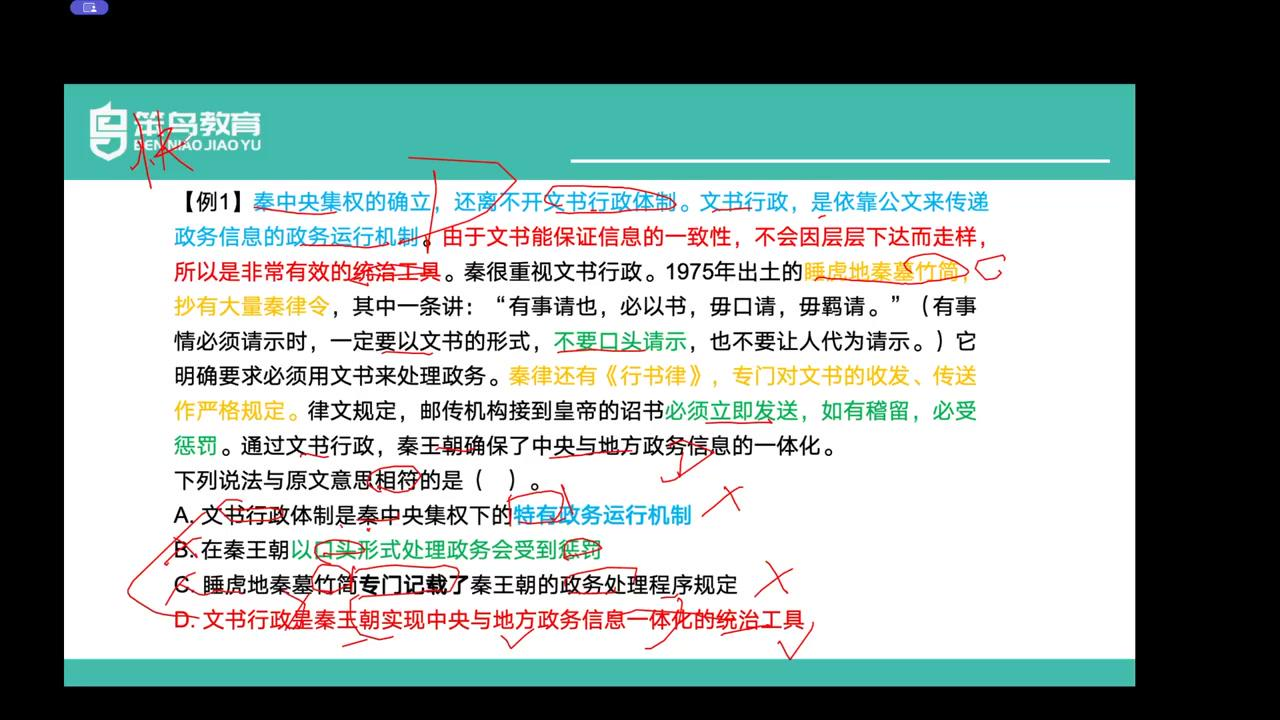 笨鸟教育
BEN NIAO JIAO YU
【例1】秦中央集权的确立，还离不开文书行政体制。文书行政，是依靠公文来传递
政务信息的政务运行机制。由于文书能保证信息的一致性，不会因层层下达而走样，
所以是非常有效的统治工具。秦很重视文书行政。1975年出土的睡虎地秦墓竹简，
抄有大量秦律令，其中一条讲：“有事请也，必以书，毋口请，毋羁请。”（有事
情必须请示时，一定要以文书的形式，不要口头请示，也不要让人代为请示。）它
明确要求必须用文书来处理政务。秦律还有《行书律》，专门对文书的收发、传送
作严格规定。律文规定，邮传机构接到皇帝的诏书必须立即发送，如有稽留，必受
惩罚。通过文书行政，秦王朝确保了中央与地方政务信息的一体化。
下列说法与原文意思相符的是（ ）。
A. 文书行政体制是秦中央集权下的特有政务运行机制
B. 在秦王朝以口头形式处理政务会受到惩罚
C. 睡虎地秦墓竹简专门记载了秦王朝的政务处理程序规定
D. 文书行政是秦王朝实现中央与地方政务信息一体化的统治工具